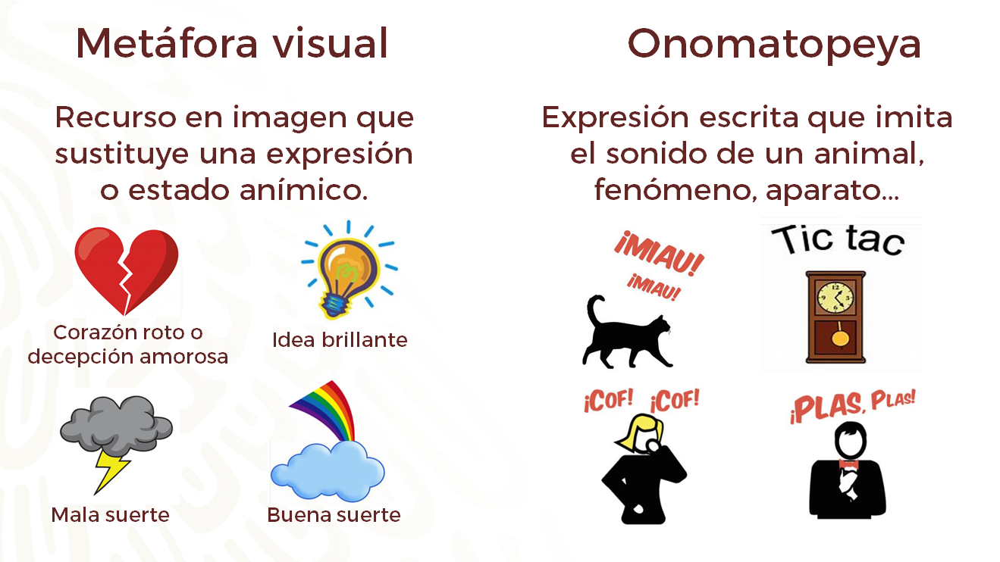 Metáfora visual
Recurso en imagen que
sustituye una expresión
o estado anímico.
Corazón roto o
decepción amorosa
Idea brillante
Mala suerte
Buena suerte
Onomatopeya
Expresión escrita que imita
el sonido de un animal,
fenómeno, aparato...
¡MIAU!
¡MIAU!
Tic tac
12
¡COF! ¡COF!
¡PLAS, PLAS!